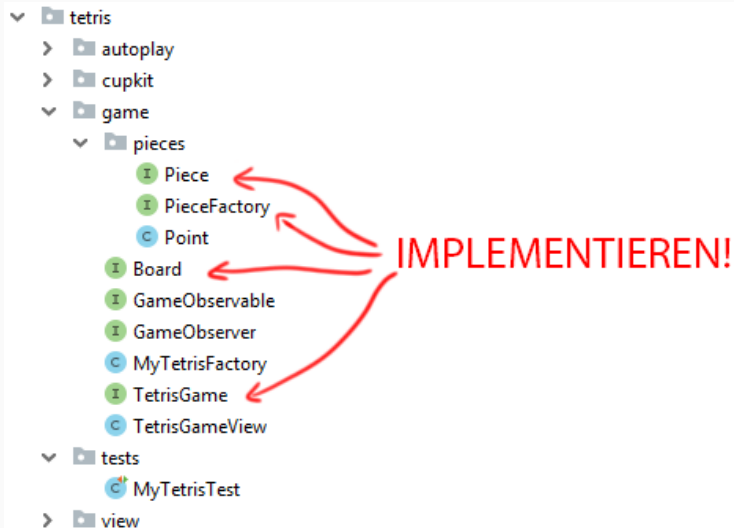 tetris
autoplay
cupkit
game
pieces
I Piece
I PieceFactory
C Point
I Board
I GameObservable
I GameObserver
C MyTetrisFactory
I TetrisGame
C TetrisGameView
tests
C MyTetrisTest
view
IMPLEMENTIEREN!